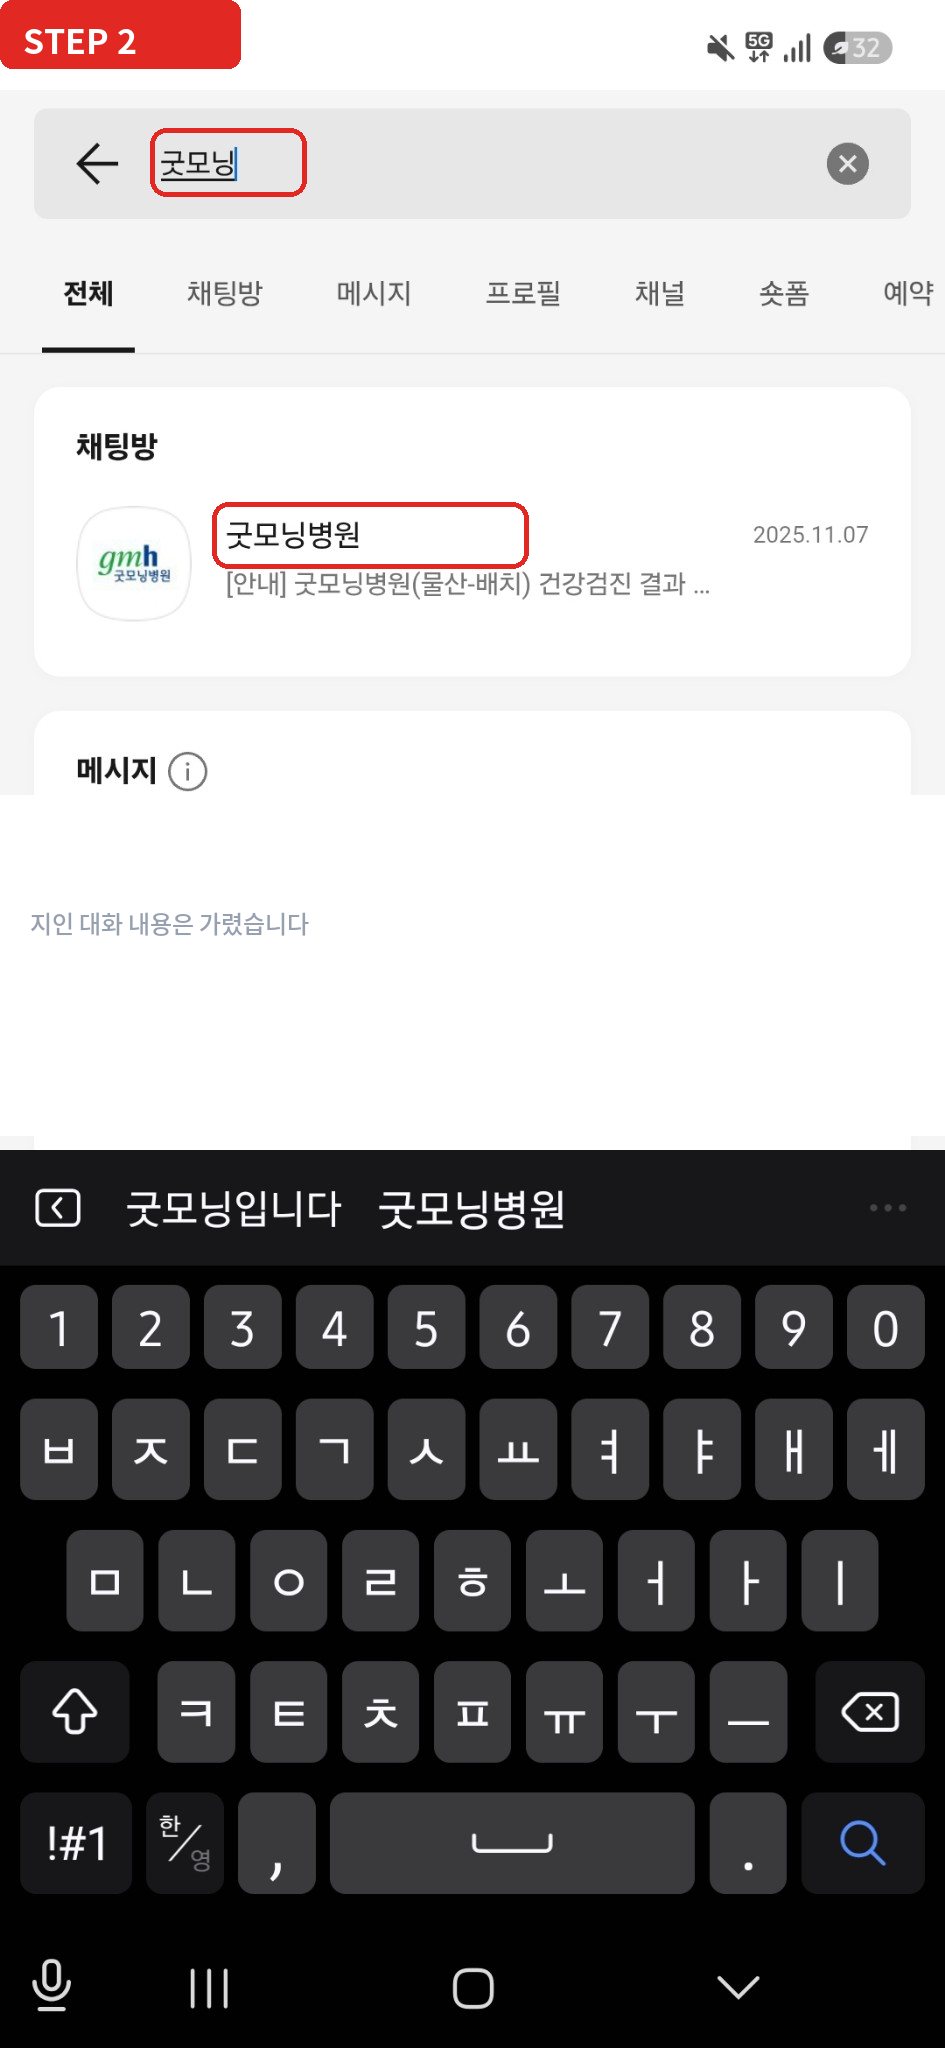 STEP 2
5G
32
굿모닝
전체 채팅방 메시지 프로필 채널 숏폼 예약
채팅방
gmh
굿모닝병원
굿모닝병원
2025.11.07
[안내] 굿모닝병원(물산-배치) 건강검진 결과 ...
메시지
지인 대화 내용은 가렸습니다
굿모닝입니다 굿모닝병원
1 2 3 4 5 6 7 8 9 0
ㅂ ㅈ ㄷ ㄱ ㅅ ㅛ ㅕ ㅑ ㅐ ㅔ
ㅁ ㄴ ㅇ ㄹ ㅎ ㅗ ㅓ ㅏ ㅣ
ㅋ ㅌ ㅊ ㅍ ㅠ ㅜ ㅡ
!#1 한/영 , .